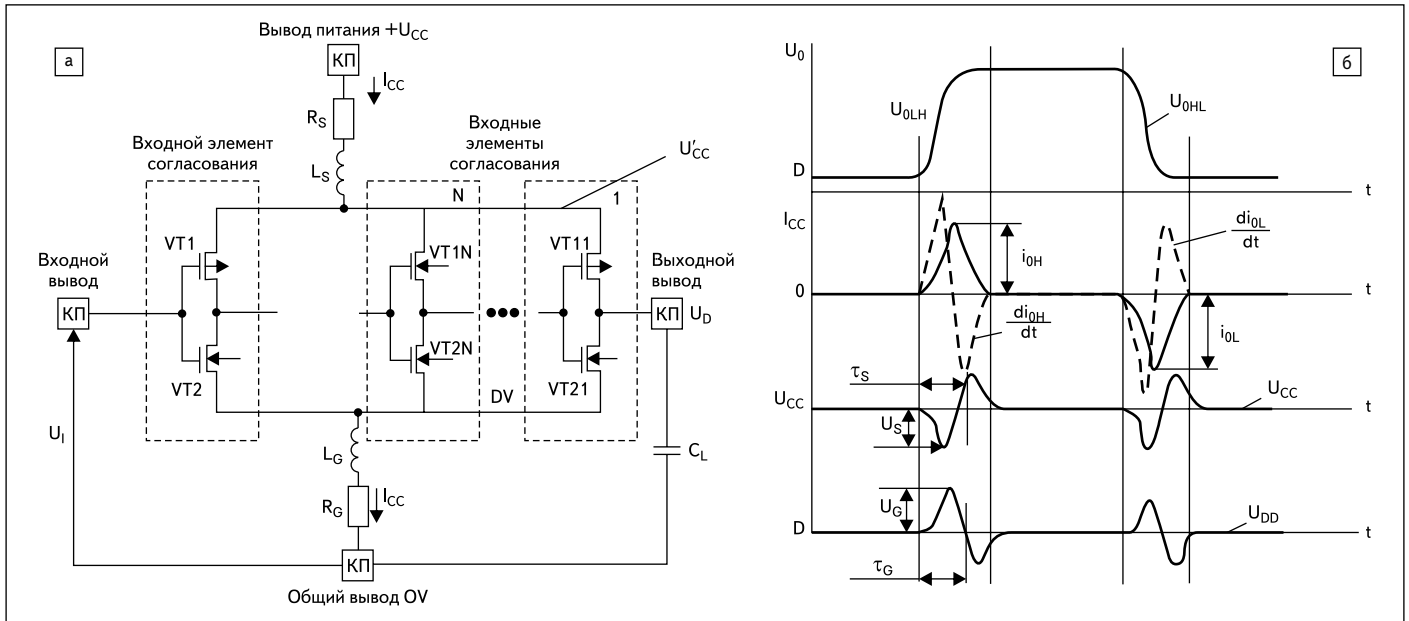 а
Вывод питания +U_CC
КП
I_CC
R_S
Входной элемент
согласования
Входные
элементы
согласования
U'_CC
L_S
N
1
VT1
VT1N
VT11
Входной
вывод
Выходной
вывод
КП
КП
U_D
VT2
VT2N
VT21
DV
U_I
L_G
C_L
R_G
I_CC
КП
Общий вывод OV
б
U_0
U_0LH
U_0HL
D
t
I_CC
di_0L
dt
i_0H
0
t
di_0H
dt
i_0L
τ_S
U_CC
U_CC
t
U_S
U_G
U_DD
D
t
τ_G